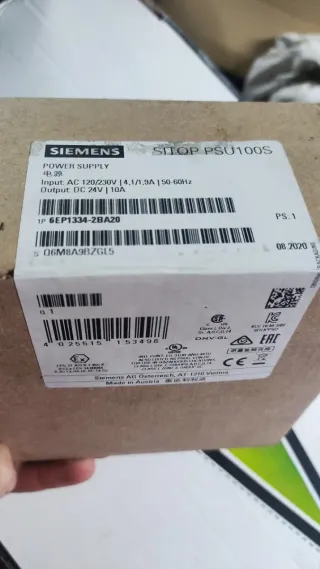 SIEMENS
SITOP PSU100S
POWER SUPPLY
电源
Input: AC 120/230V | 4,1/1,9A | 50-60Hz
Output: DC 24V | 10A
1P 6EP1334-2BA20
PS: 1
S Q6M8A9BZGL5
08.2020
Q 1
4 025515 153498
DNV-GL
Siemens AG Österreich, AT-1210 Vienna
Made in Austria